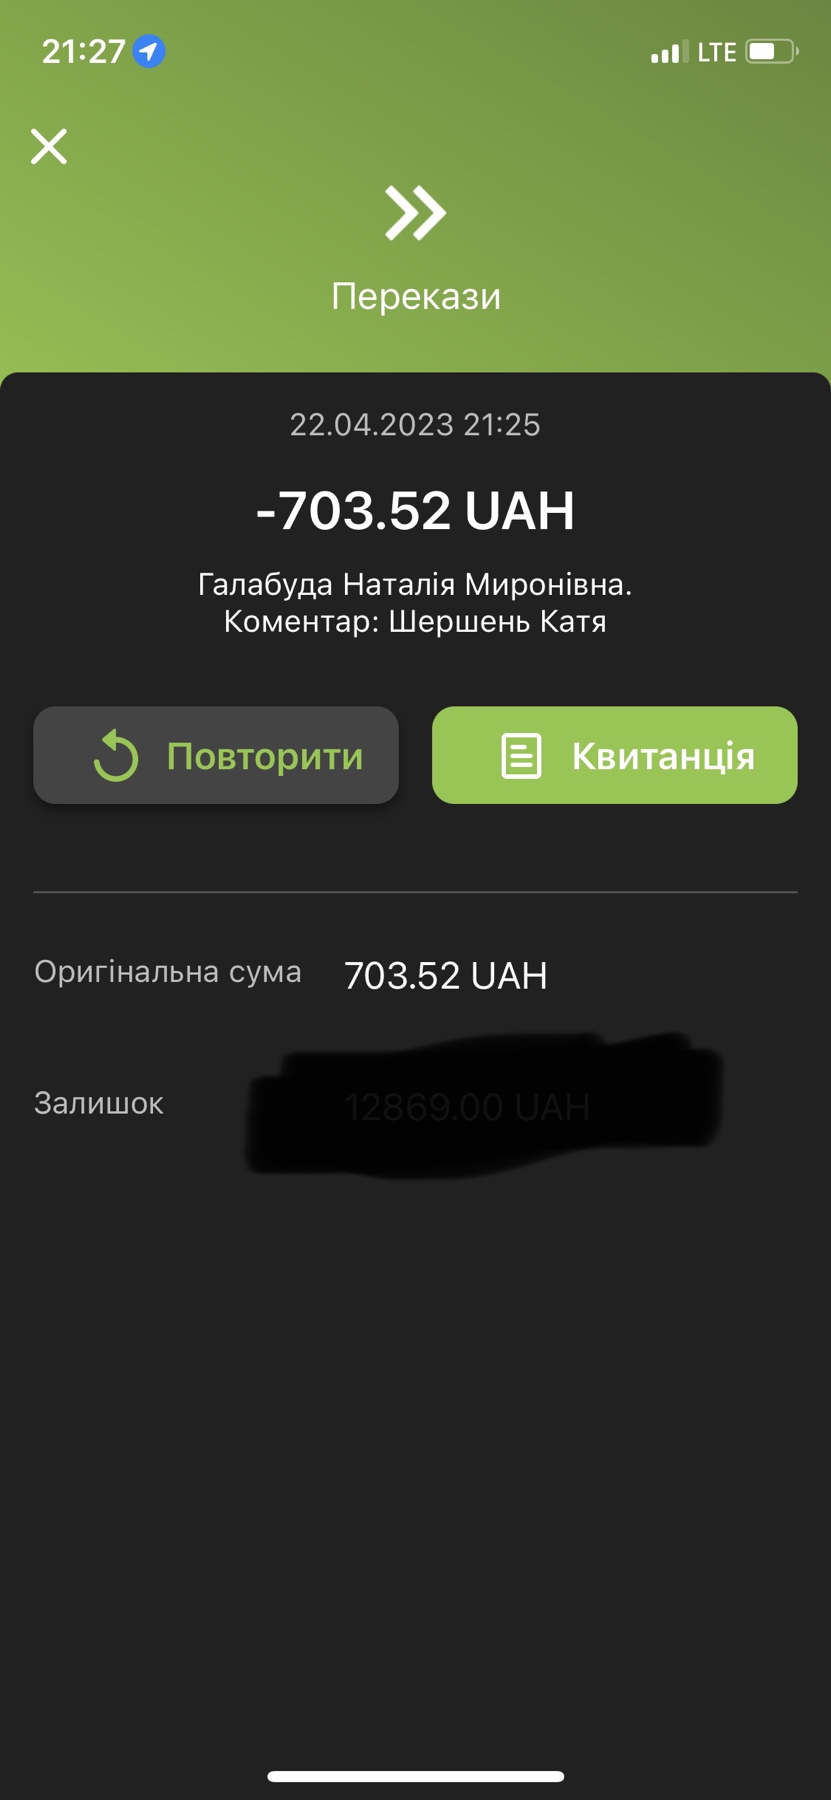 21:27
LTE
Перекази
22.04.2023 21:25
-703.52 UAH
Галабуда Наталія Миронівна.
Коментар: Шершень Катя
Повторити
Квитанція
Оригінальна сума 703.52 UAH
Залишок